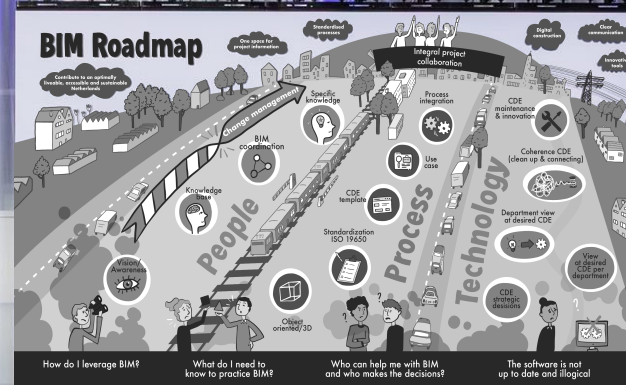 BIM Roadmap
Contribute to an optimally
liveable, accessible and sustainable
Netherlands
One space for
project information
Standardised
processes
Integral project
collaboration
Digital
construction
Clear
communication
Innovativ
tools
Change management
Specific
knowledge
BIM
coordination
Knowledge
base
Vision/
Awareness
People
Object
oriented/3D
Process
integration
Use
case
CDE
template
Standardization
ISO 19650
Process
Technology
CDE
maintenance
& innovation
Coherence CDE
(clean up & connecting)
Department view
at desired CDE
View
at desired
CDE per
department
CDE
strategic
desisions
?
?
?
?
How do I leverage BIM?
What do I need to
know to practice BIM?
Who can help me with BIM
and who makes the decisions?
The software is not
up to date and illogical